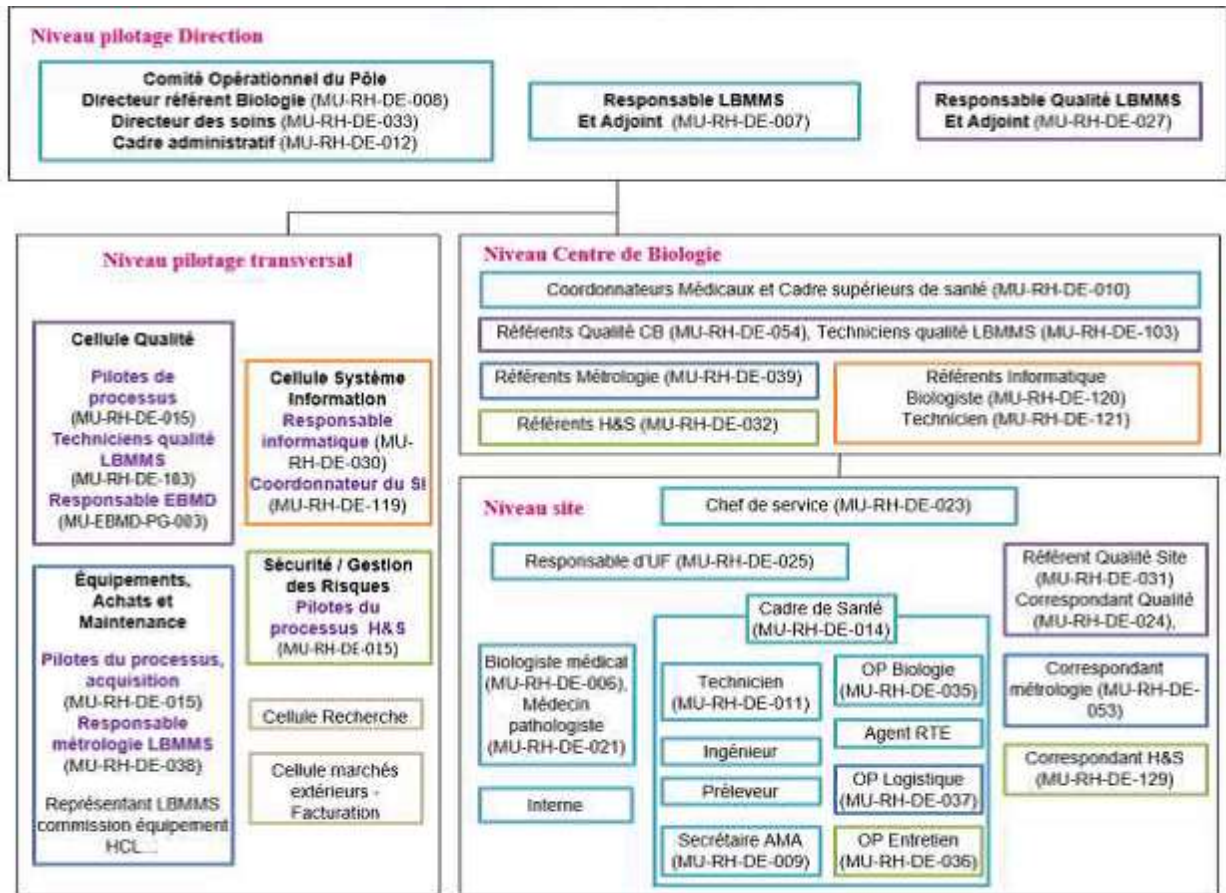 Niveau pilotage Direction
Comité Opérationnel du Pôle
Directeur référent Biologie (MU-RH-DE-008)
Directeur des soins (MU-RH-DE-033)
Cadre administratif (MU-RH-DE-012)
Responsable LBMMS
Et Adjoint (MU-RH-DE-007)
Responsable Qualité LBMMS
Et Adjoint (MU-RH-DE-027)
Niveau pilotage transversal
Cellule Qualité
Pilotes de
processus
(MU-RH-DE-015)
Techniciens qualité
LBMMS
(MU-RH-DE-103)
Responsable EBMD
(MU-EBMD-PG-003)
Cellule Système
Information
Responsable
informatique (MU-
RH-DE-030)
Coordonnateur du SI
(MU-RH-DE-119)
Équipements,
Achats et
Maintenance
Pilotes du processus,
acquisition
(MU-RH-DE-015)
Responsable
métrologie LBMMS
(MU-RH-DE-038)
Représentant LBMMS
commission équipement
HCL...
Sécurité / Gestion
des Risques
Pilotes du
processus H&S
(MU-RH-DE-015)
Cellule Recherche
Cellule marchés
extérieurs -
Facturation
Niveau Centre de Biologie
Coordonnateurs Médicaux et Cadre supérieurs de santé (MU-RH-DE-010)
Référents Qualité CB (MU-RH-DE-054), Techniciens qualité LBMMS (MU-RH-DE-103)
Référents Métrologie (MU-RH-DE-039)
Référents H&S (MU-RH-DE-032)
Référents Informatique
Biologiste (MU-RH-DE-120)
Technicien (MU-RH-DE-121)
Niveau site
Chef de service (MU-RH-DE-023)
Responsable d'UF (MU-RH-DE-025)
Biologiste médical
(MU-RH-DE-006),
Médecin
pathologiste
(MU-RH-DE-021)
Interne
Cadre de Santé
(MU-RH-DE-014)
Technicien
(MU-RH-DE-011)
Ingénieur
Préleveur
Secrétaire AMA
(MU-RH-DE-009)
OP Biologie
(MU-RH-DE-035)
Agent RTE
OP Logistique
(MU-RH-DE-037)
OP Entretien
(MU-RH-DE-036)
Référent Qualité Site
(MU-RH-DE-031)
Correspondant Qualité
(MU-RH-DE-024),
Correspondant
métrologie (MU-RH-DE-
053)
Correspondant H&S
(MU-RH-DE-129)